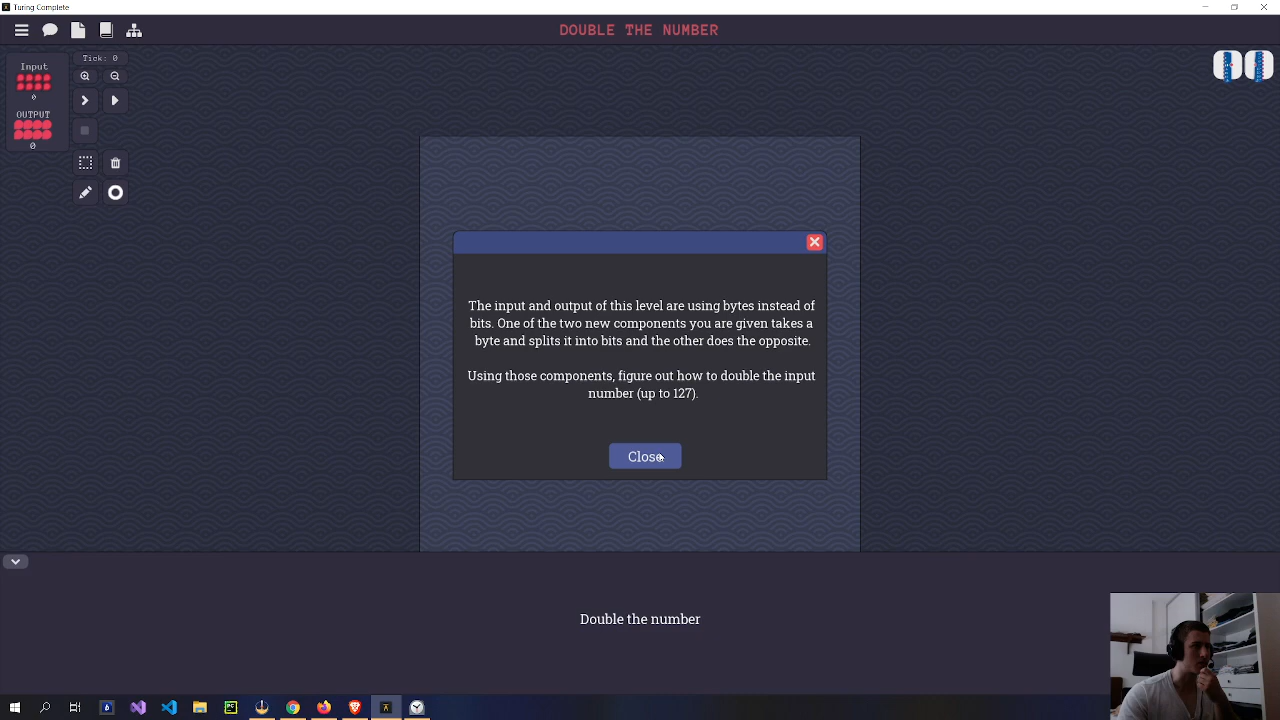 Turing Complete
DOUBLE THE NUMBER
Input
0
OUTPUT
0
Tick: 0
The input and output of this level are using bytes instead of
bits. One of the two new components you are given takes a
byte and splits it into bits and the other does the opposite.
Using those components, figure out how to double the input
number (up to 127).
Close
Double the number